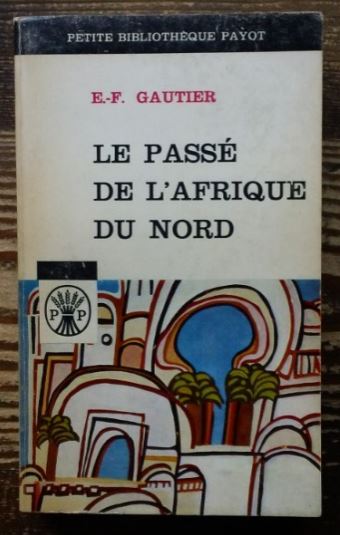 PETITE BIBLIOTHÈQUE PAYOT
E.-F. GAUTIER
LE PASSÉ
DE L'AFRIQUE
DU NORD
P P